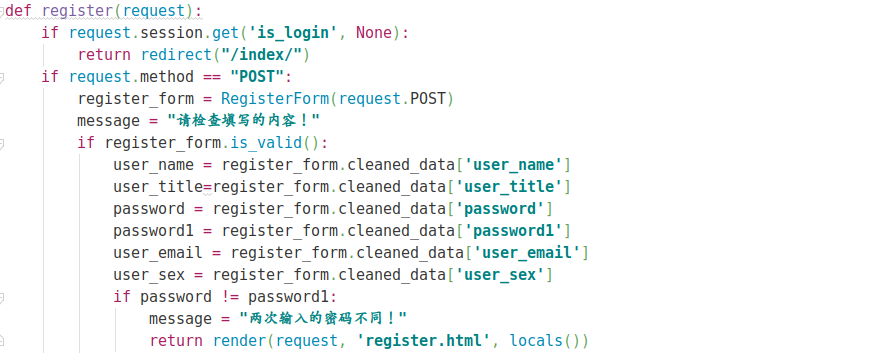 def register(request):
    if request.session.get('is_login', None):
        return redirect("/index/")
    if request.method == "POST":
        register_form = RegisterForm(request.POST)
        message = "请检查填写的内容！"
        if register_form.is_valid():
            user_name = register_form.cleaned_data['user_name']
            user_title=register_form.cleaned_data['user_title']
            password = register_form.cleaned_data['password']
            password1 = register_form.cleaned_data['password1']
            user_email = register_form.cleaned_data['user_email']
            user_sex = register_form.cleaned_data['user_sex']
            if password != password1:
                message = "两次输入的密码不同！"
                return render(request, 'register.html', locals())